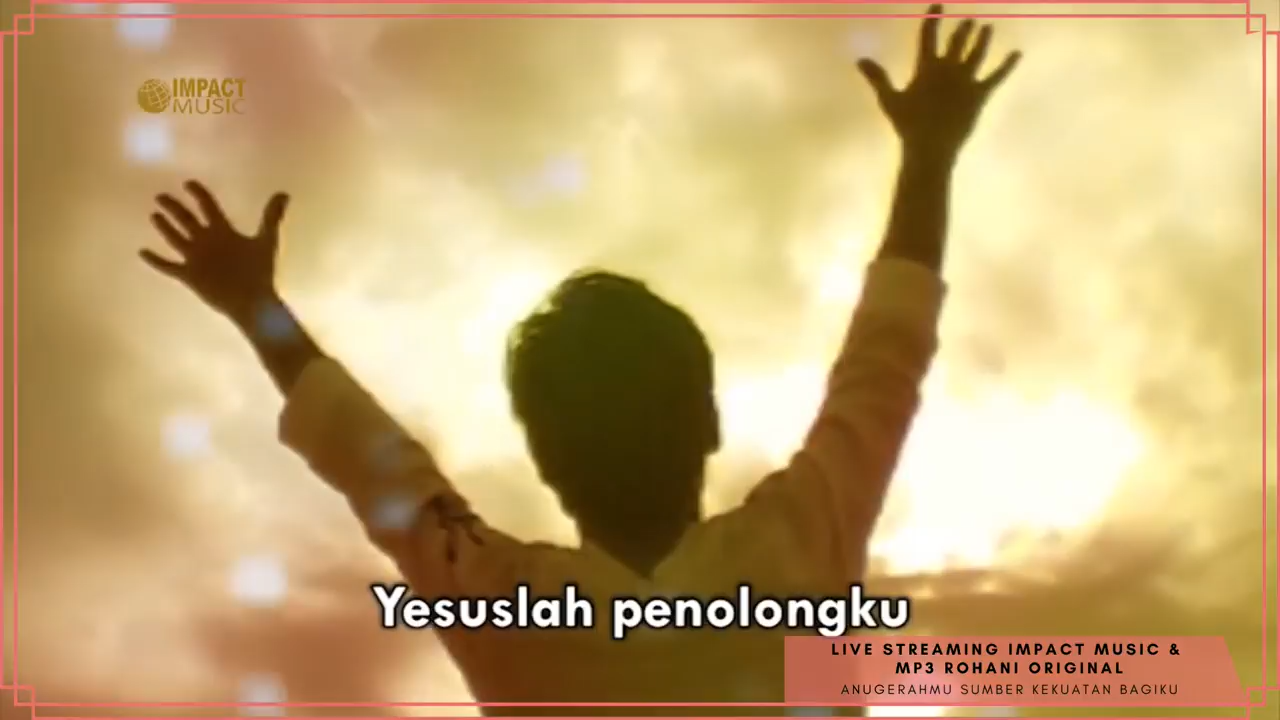 IMPACT
MUSIC
Yesuslah penolongku
LIVE STREAMING IMPACT MUSIC &
MP3 ROHANI ORIGINAL
ANUGERAHMU SUMBER KEKUATAN BAGIKU